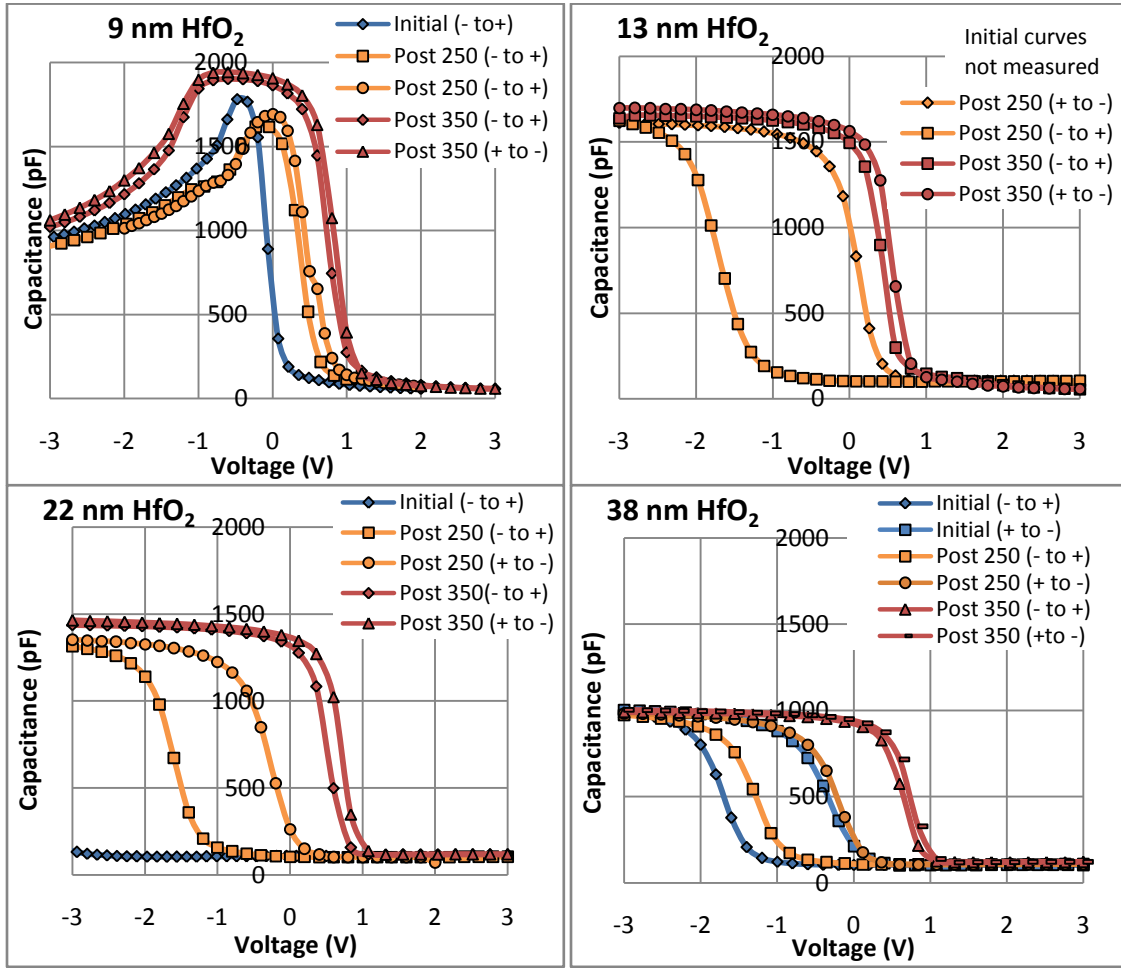 9 nm HfO2
Initial (- to+)
Post 250 (- to +)
Post 250 (- to +)
Post 350 (- to +)
Post 350 (+ to -)
2000
1500
1000
500
0
Capacitance (pF)
-3 -2 -1 0 1 2 3
Voltage (V)
13 nm HfO2
Initial curves
not measured
Post 250 (+ to -)
Post 250 (- to +)
Post 350 (- to +)
Post 350 (+ to -)
2000
1500
1000
500
0
Capacitance (pF)
-3 -2 -1 0 1 2 3
Voltage (V)
22 nm HfO2
Initial (- to +)
Post 250 (- to +)
Post 250 (+ to -)
Post 350(- to +)
Post 350 (+ to -)
2000
1500
1000
500
0
Capacitance (pF)
-3 -2 -1 0 1 2 3
Voltage (V)
38 nm HfO2
Initial (- to +)
Initial (+ to -)
Post 250 (- to +)
Post 250 (+ to -)
Post 350 (- to +)
Post 350 (+to -)
2000
1500
1000
500
0
Capacitance (pF)
-3 -2 -1 0 1 2 3
Voltage (V)